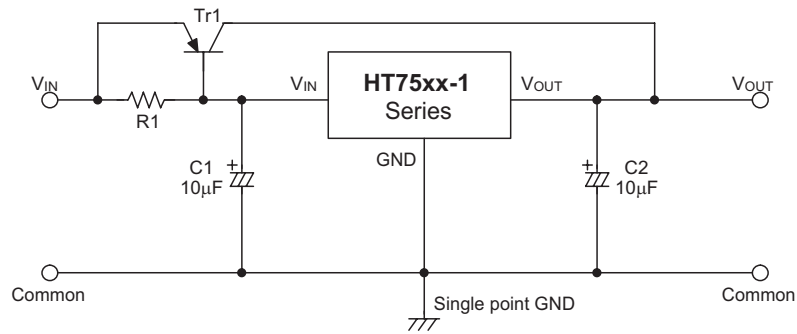 Tr1
VIN
R1
VIN
HT75xx-1
Series
VOUT
VOUT
GND
C1
10μF
C2
10μF
Common
Single point GND
Common